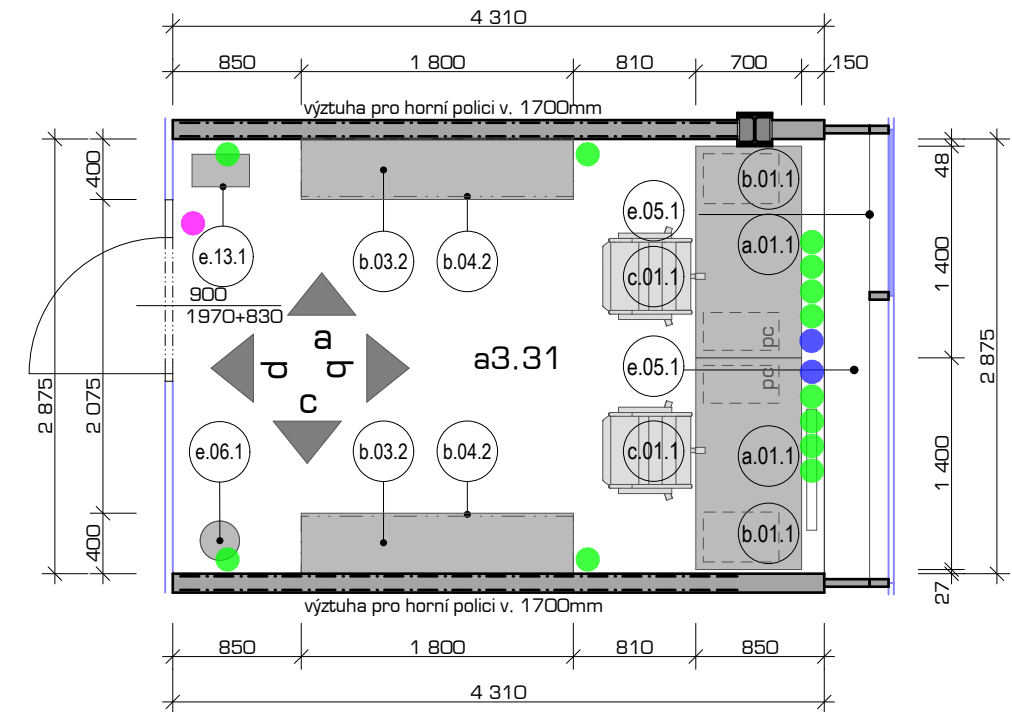 4 310
850 1 800 810 700 150
výztuha pro horní polici v. 1700mm
400
48
b.01.1
e.05.1
a.01.1
e.13.1
b.03.2
b.04.2
c.01.1
1 400
900
1970+830
a
d
b
c
a3.31
pc
pc
e.05.1
2 875
2 075
2 875
e.06.1
b.03.2
b.04.2
c.01.1
a.01.1
1 400
b.01.1
400
27
výztuha pro horní polici v. 1700mm
850 1 800 810 850
4 310